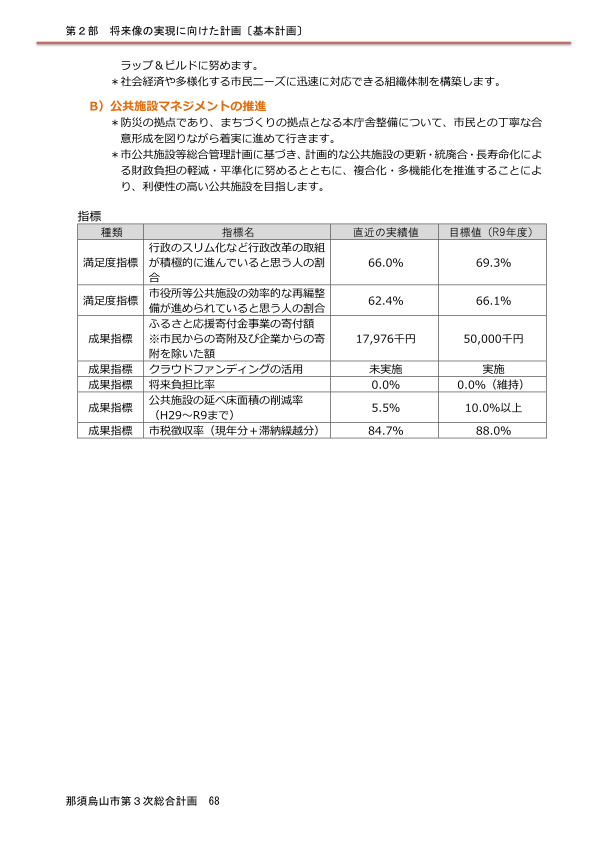 第２部　将来像の実現に向けた計画〔基本計画〕
ラップ＆ビルドに努めます。
＊社会経済や多様化する市民ニーズに迅速に対応できる組織体制を構築します。
B）公共施設マネジメントの推進
＊防災の拠点であり、まちづくりの拠点となる本庁舎整備について、市民との丁寧な合
意形成を図りながら着実に進めて行きます。
＊市公共施設等総合管理計画に基づき、計画的な公共施設の更新・統廃合・長寿命化によ
る財政負担の軽減・平準化に努めるとともに、複合化・多機能化を推進することによ
り、利便性の高い公共施設を目指します。
指標
種類　指標名　直近の実績値　目標値（R9年度）
行政のスリム化など行政改革の取組
満足度指標　が積極的に進んでいると思う人の割　66.0%　69.3%
合
市役所等公共施設の効率的な再編整
満足度指標　備が進められていると思う人の割合　62.4%　66.1%
ふるさと応援寄付金事業の寄付額
成果指標　※市民からの寄附及び企業からの寄　17,976千円　50,000千円
附を除いた額
成果指標　クラウドファンディングの活用　未実施　実施
成果指標　将来負担比率　0.0%　0.0%（維持）
公共施設の延べ床面積の削減率
成果指標　（H29～R9まで）　5.5%　10.0%以上
成果指標　市税徴収率（現年分＋滞納繰越分）　84.7%　88.0%
那須烏山市第３次総合計画　68